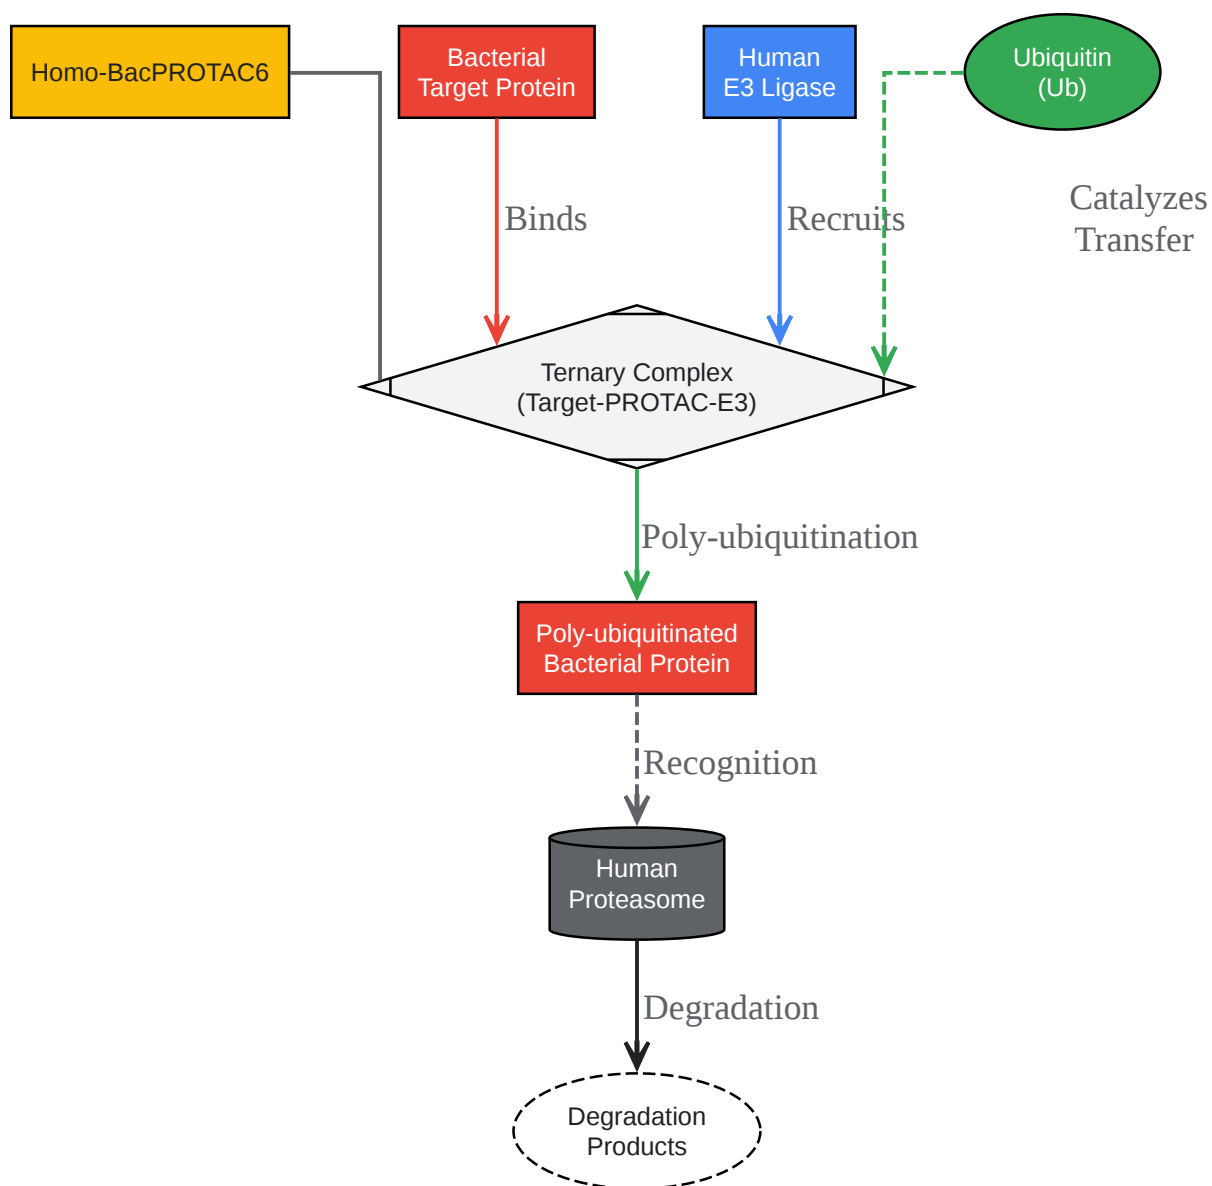 Homo-BacPROTAC6
Bacterial
Target Protein
Human
E3 Ligase
Ubiquitin
(Ub)
Binds
Recruits
Catalyzes
Transfer
Ternary Complex
(Target-PROTAC-E3)
Poly-ubiquitination
Poly-ubiquitinated
Bacterial Protein
Recognition
Human
Proteasome
Degradation
Degradation
Products